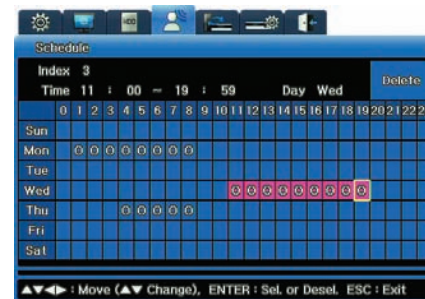 HDD
Schedule
Index 3
Time 11 : 00 ~ 19 : 59 Day Wed
Delete
0 1 2 3 4 5 6 7 8 9 10 11 12 13 14 15 16 17 18 19 20 21 22 2
Sun
Mon O O O O O O O O
Tue
Wed O O O O O O O O O
Thu O O O O O
Fri
Sat
▲▼◀▶ : Move (▲▼ Change), ENTER : Sel. or Desel. ESC : Exit